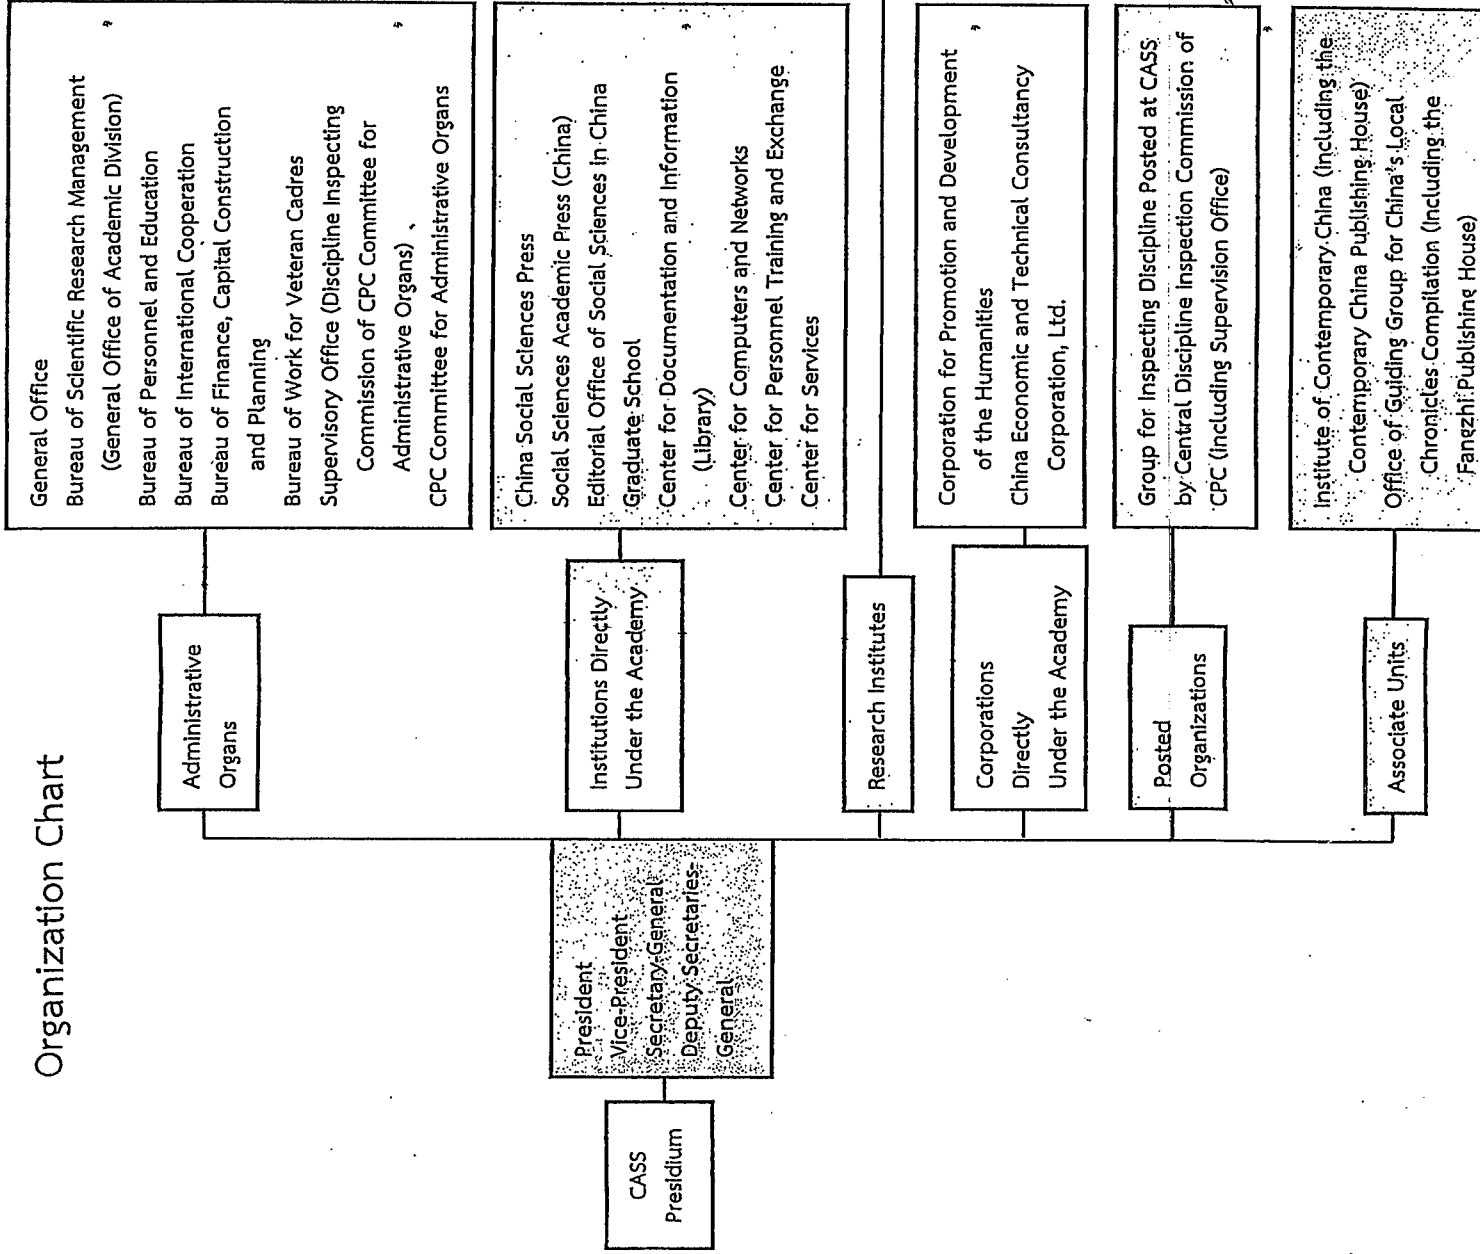 Organization Chart
CASS
Presidium
President
Vice-President
Secretary-General
Deputy Secretaries-
General
Administrative
Organs
General Office
Bureau of Scientific Research Management
(General Office of Academic Division)
Bureau of Personnel and Education
Bureau of International Cooperation
Bureau of Finance, Capital Construction
and Planning
Bureau of Work for Veteran Cadres
Supervisory Office (Discipline Inspecting
Commission of CPC Committee for
Administrative Organs)
CPC Committee for Administrative Organs
Institutions Directly
Under the Academy
China Social Sciences Press
Social Sciences Academic Press (China)
Editorial Office of Social Sciences in China
Graduate School
Center for Documentation and Information
(Library)
Center for Computers and Networks
Center for Personnel Training and Exchange
Center for Services
Research Institutes
Corporations
Directly
Under the Academy
Corporation for Promotion and Development
of the Humanities
China Economic and Technical Consultancy
Corporation, Ltd.
Posted
Organizations
Group for Inspecting Discipline Posted at CASS
by Central Discipline Inspection Commission of
CPC (Including Supervision Office)
Associate Units
Institute of Contemporary China (including the
Contemporary China Publishing House)
Office of Guiding Group for China's Local
Chronicles Compilation (Including the
Fangzhi Publishing House)